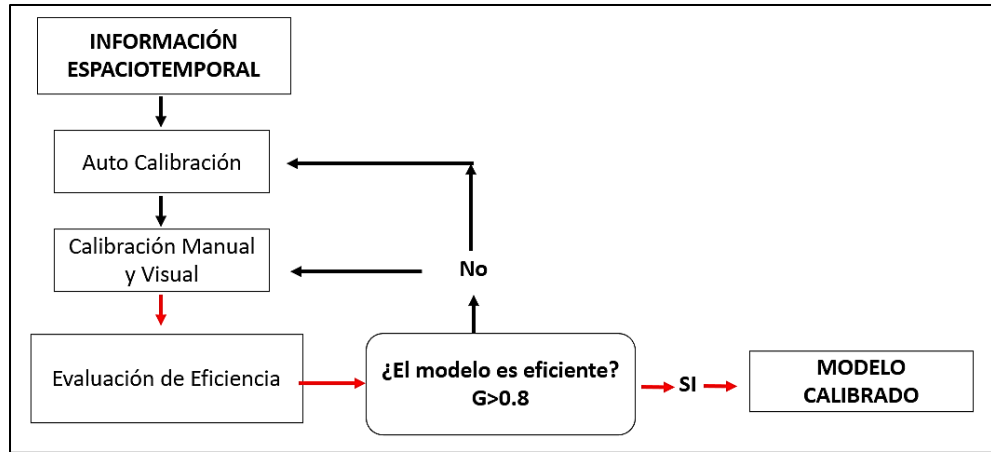 INFORMACIÓN
ESPACIOTEMPORAL
Auto Calibración
Calibración Manual
y Visual
No
Evaluación de Eficiencia
¿El modelo es eficiente?
G>0.8
SI
MODELO
CALIBRADO